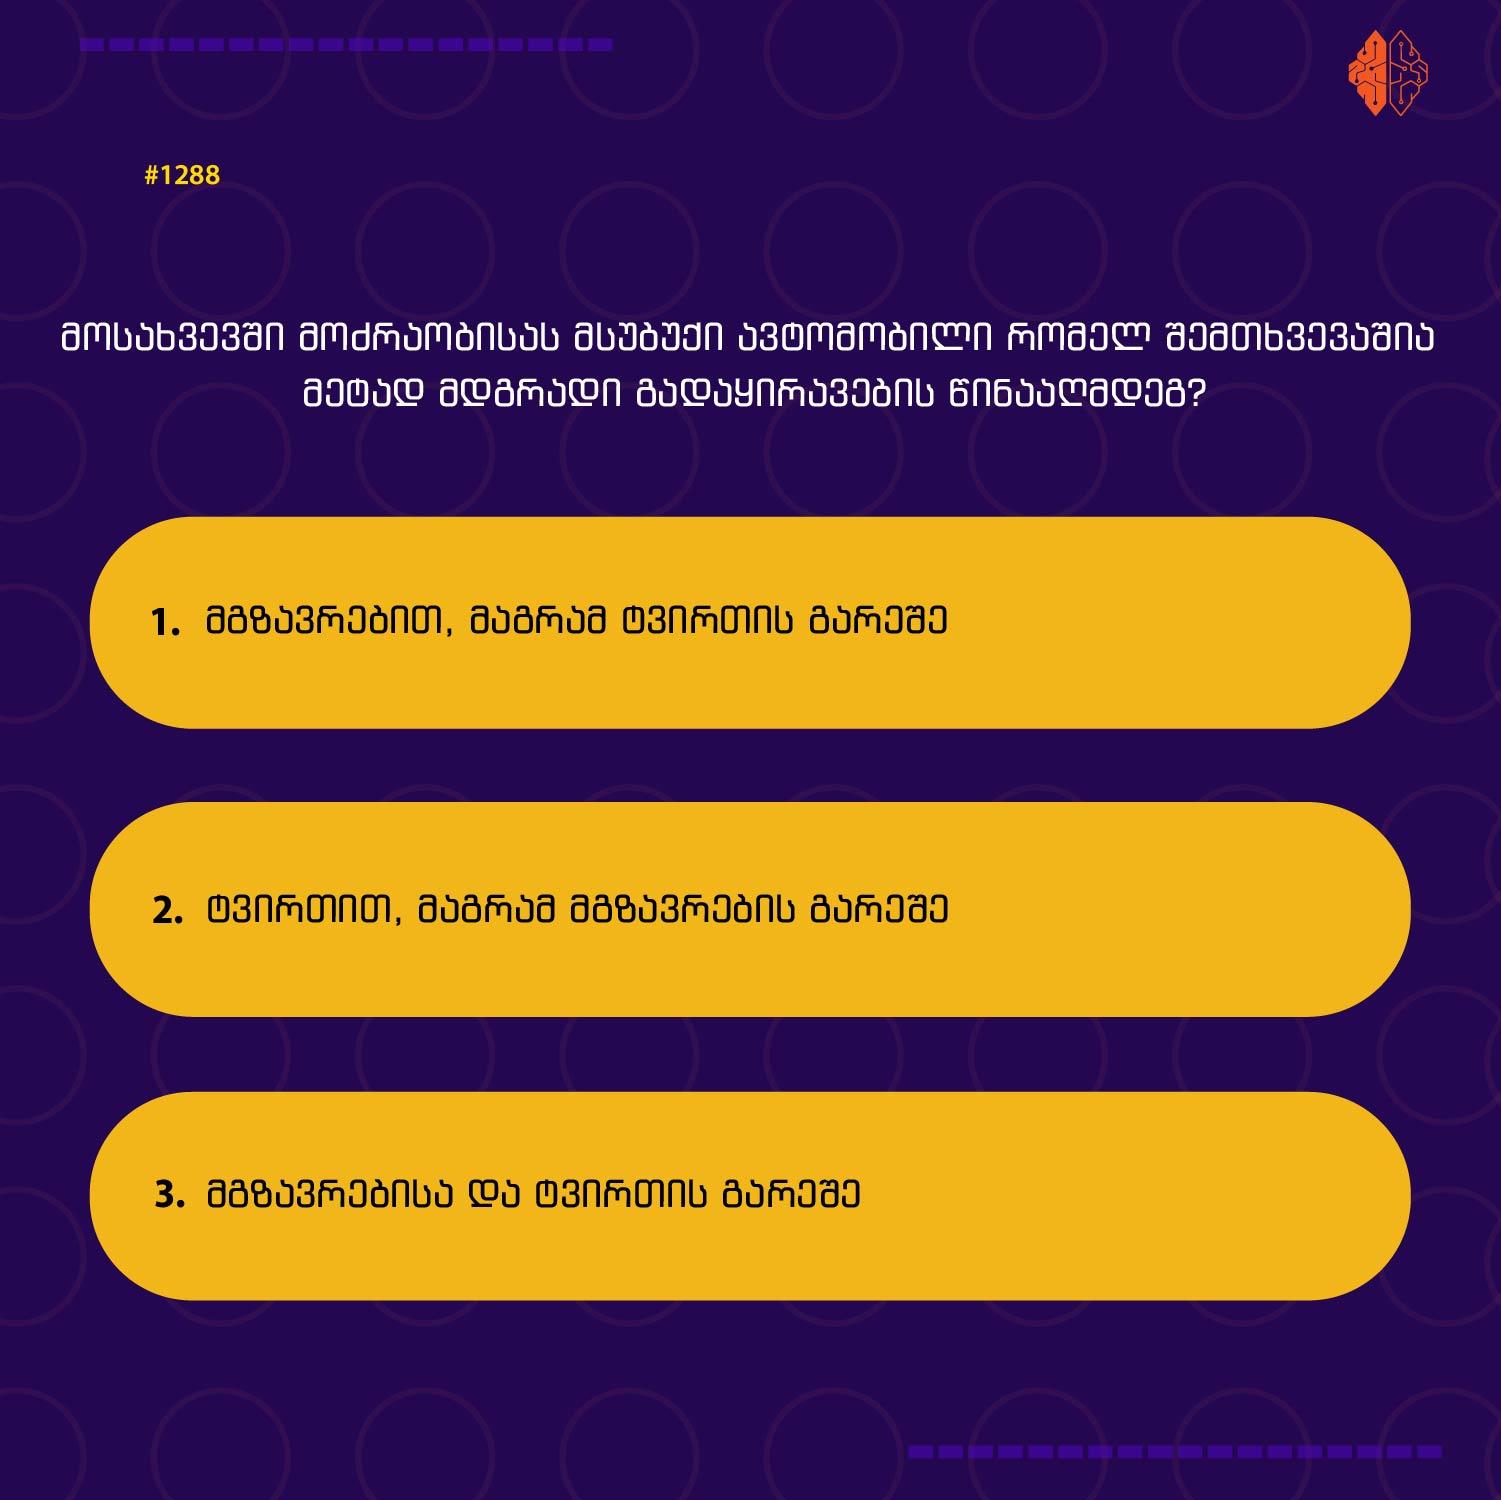 #1288
მოსახვევში მოძრაობისას მსუბუქი ავტომობილი რომელ შემთხვევაშია
მეტად მდგრადი გადაყირავების წინააღმდეგ?
1. მგზავრებით, მაგრამ ტვირთის გარეშე
2. ტვირთით, მაგრამ მგზავრების გარეშე
3. მგზავრებისა და ტვირთის გარეშე